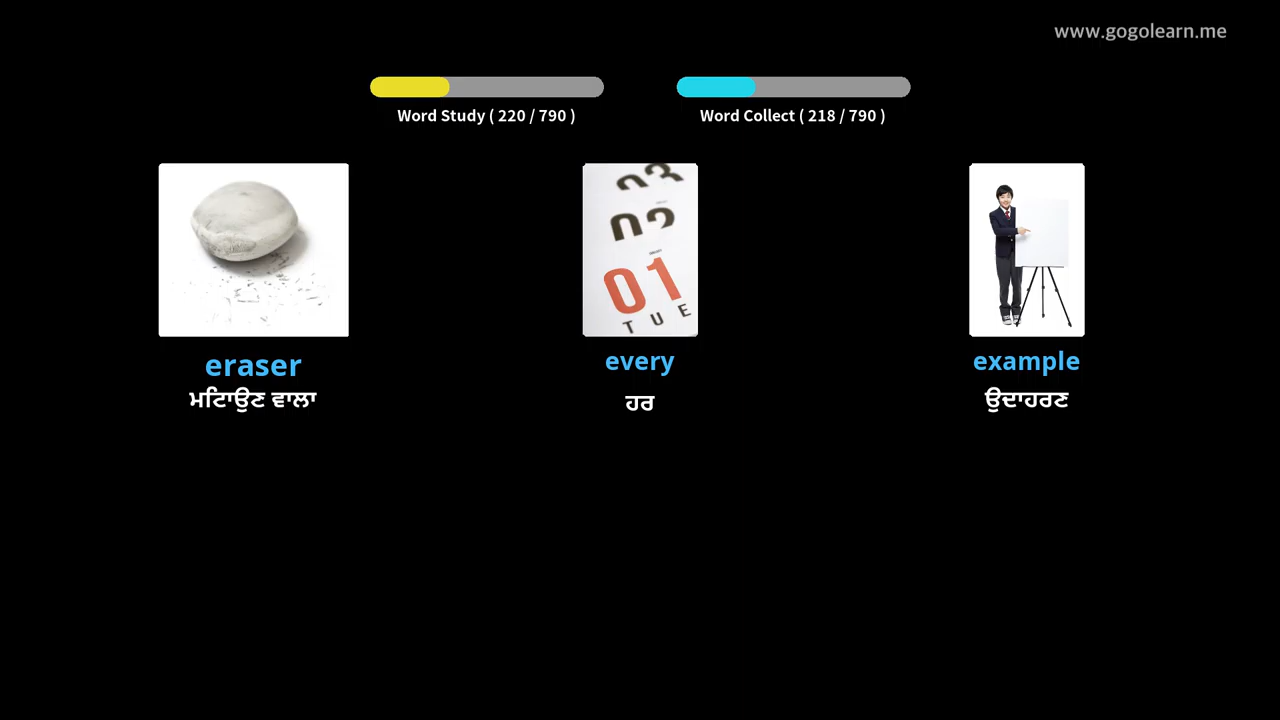 www.gogolearn.me
Word Study ( 220 / 790 )
Word Collect ( 218 / 790 )
02
01
TUE
eraser
every
example
ਮਟਿਾਉਣ ਵਾਲਾ
ਹਰ
ਉਦਾਹਰਣ